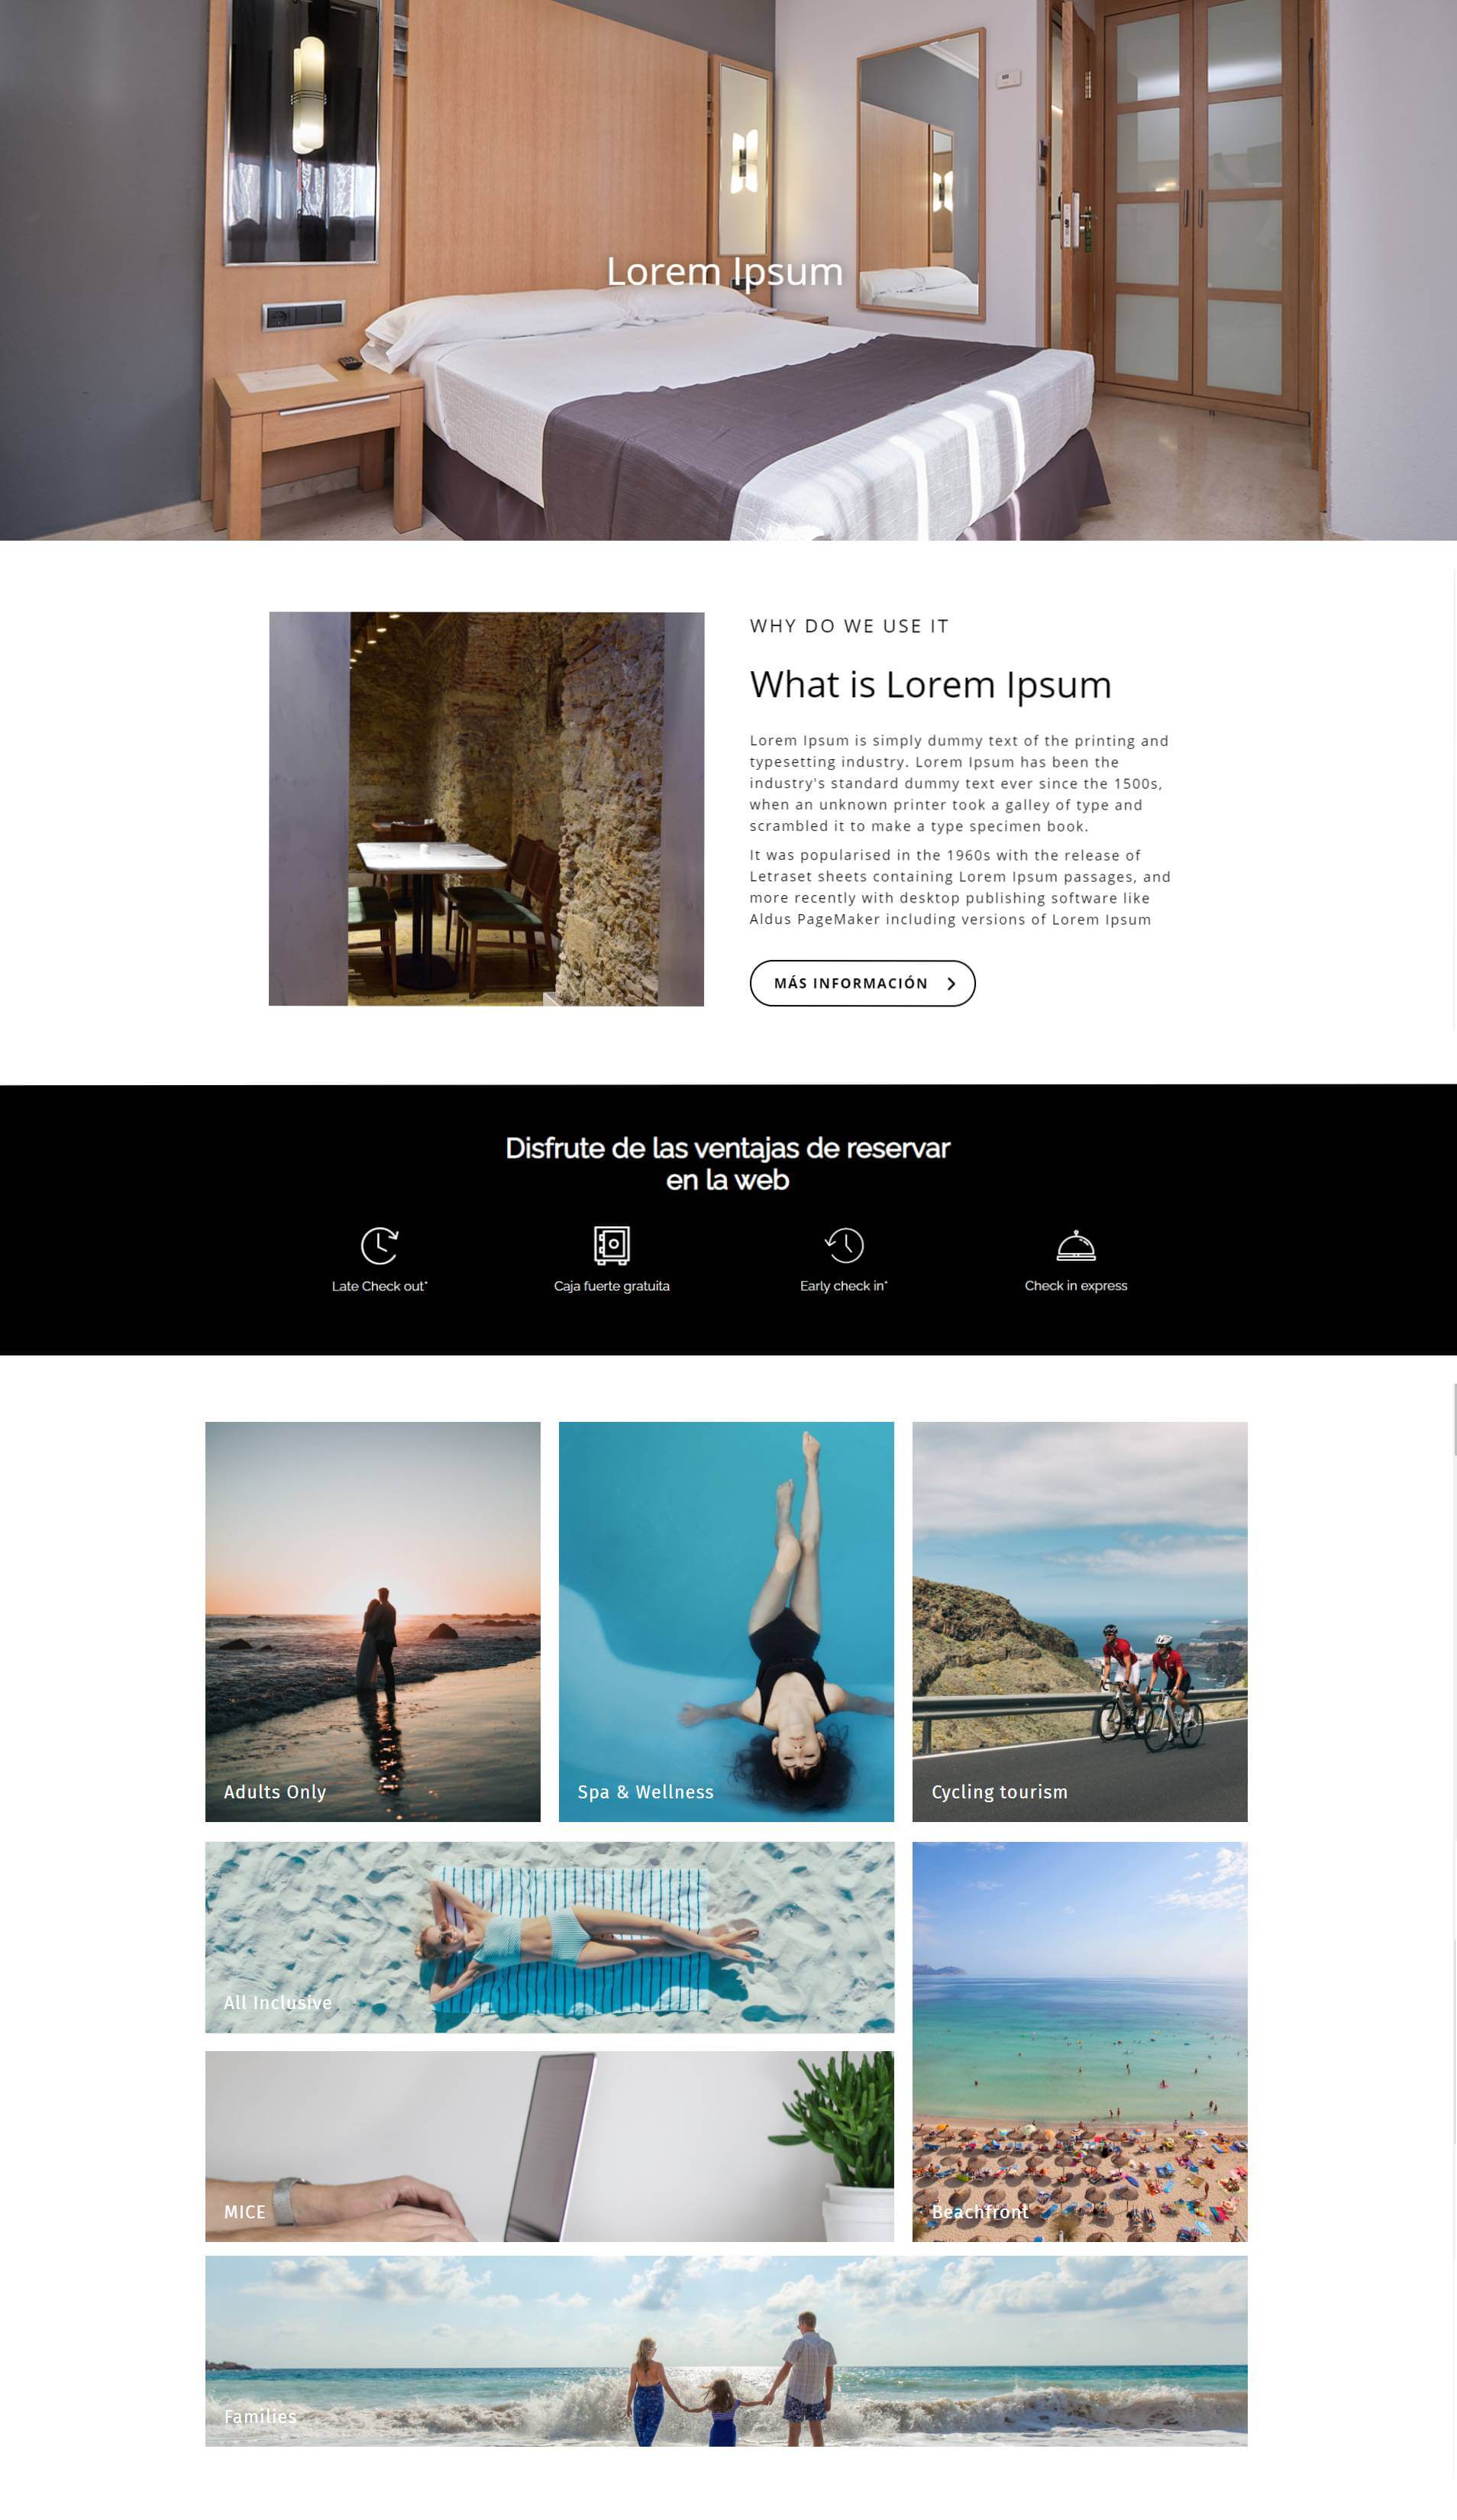 Lorem Ipsum
WHY DO WE USE IT
What is Lorem Ipsum
Lorem Ipsum is simply dummy text of the printing and
typesetting industry. Lorem Ipsum has been the
industry's standard dummy text ever since the 1500s,
when an unknown printer took a galley of type and
scrambled it to make a type specimen book.
It was popularised in the 1960s with the release of
Letraset sheets containing Lorem Ipsum passages, and
more recently with desktop publishing software like
Aldus PageMaker including versions of Lorem Ipsum
MÁS INFORMACIÓN
Disfrute de las ventajas de reservar
en la web
Late Check out*
Caja fuerte gratuita
Early check in*
Check in express
Adults Only
Spa & Wellness
Cycling tourism
All Inclusive
MICE
Beachfront
Families